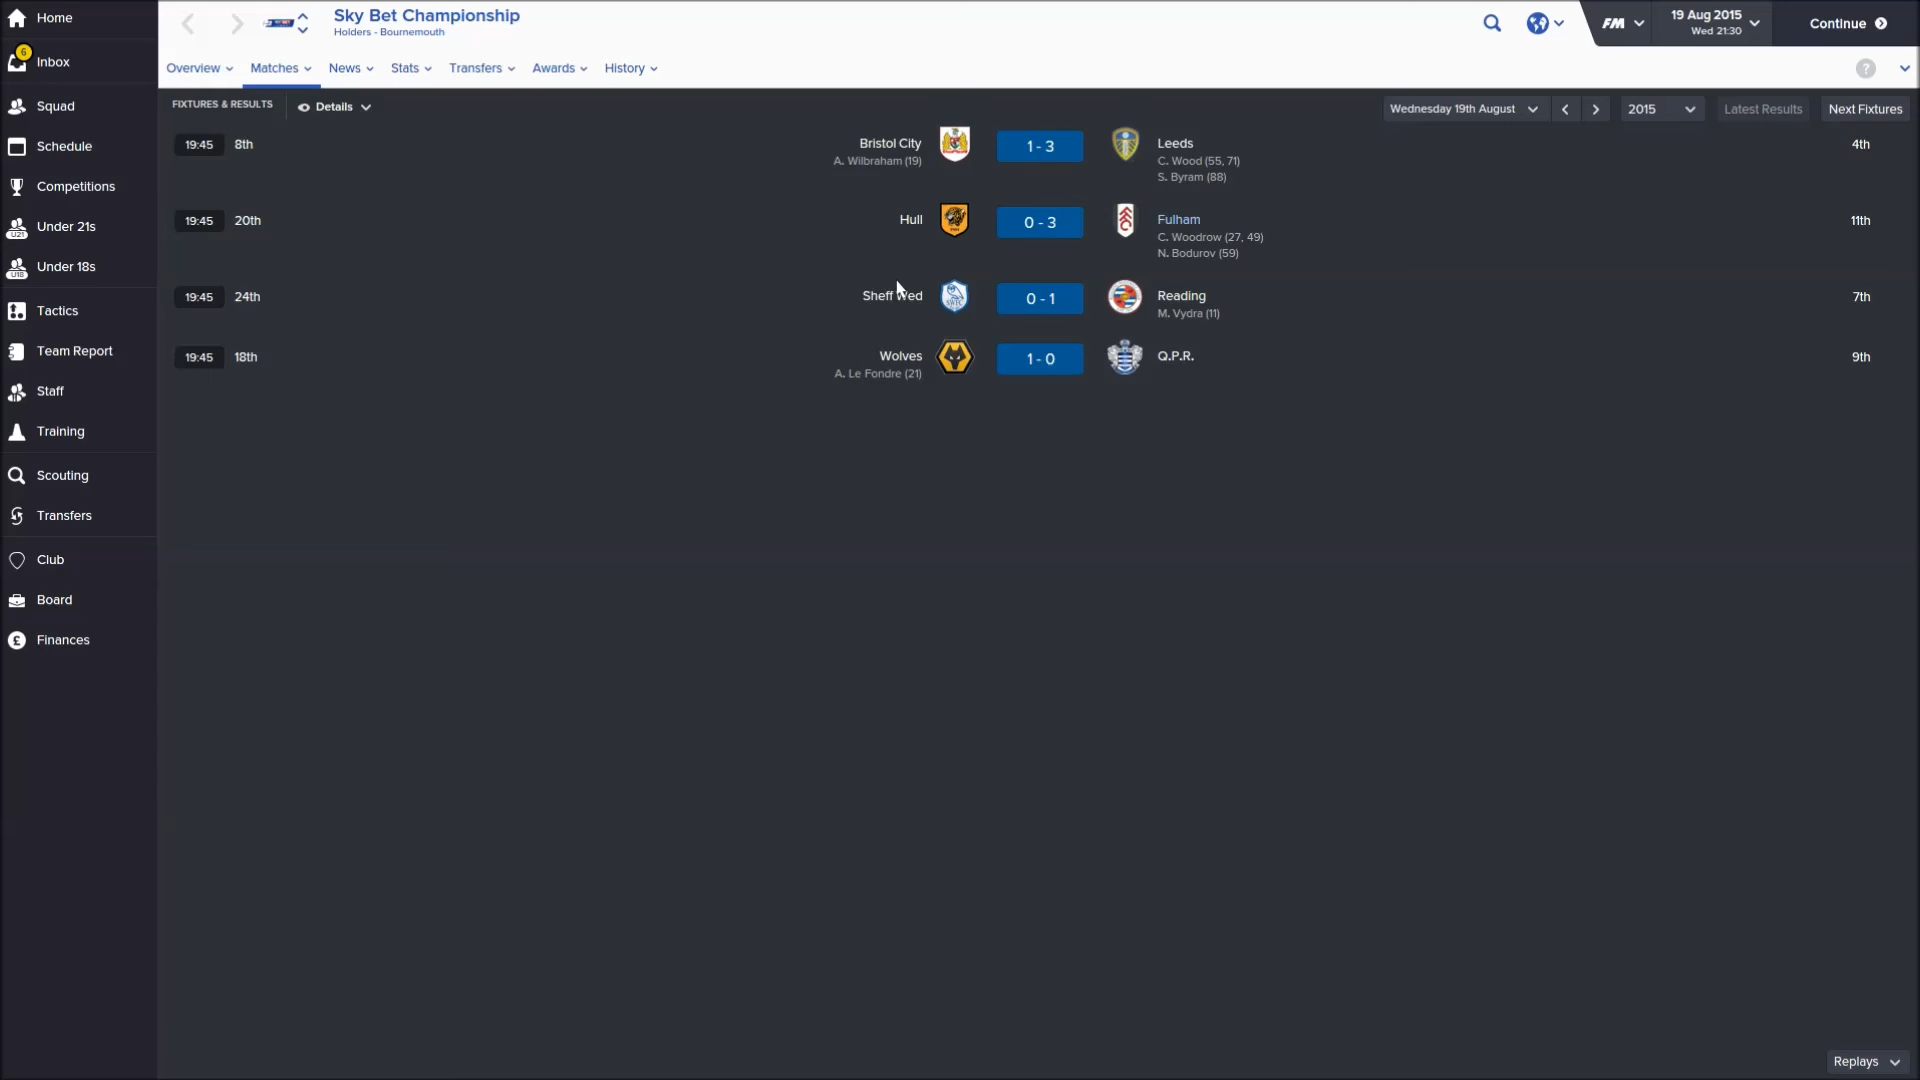 Home
6
Inbox
Squad
Schedule
Competitions
U21
Under 21s
U18
Under 18s
Tactics
Team Report
Staff
Training
Scouting
Transfers
Club
Board
£
Finances
Sky Bet Championship
Holders - Bournemouth
FM
19 Aug 2015
Wed 21:30
Continue
Overview
Matches
News
Stats
Transfers
Awards
History
?
FIXTURES & RESULTS
Details
Wednesday 19th August
2015
Latest Results
Next Fixtures
19:45 8th Bristol City 1 - 3 Leeds 4th
A. Wilbraham (19) C. Wood (55, 71)
S. Byram (88)
19:45 20th Hull 0 - 3 Fulham 11th
C. Woodrow (27, 49)
N. Bodurov (59)
19:45 24th Sheff Wed 0 - 1 Reading 7th
M. Vydra (11)
19:45 18th Wolves 1 - 0 Q.P.R. 9th
A. Le Fondre (21)
Replays